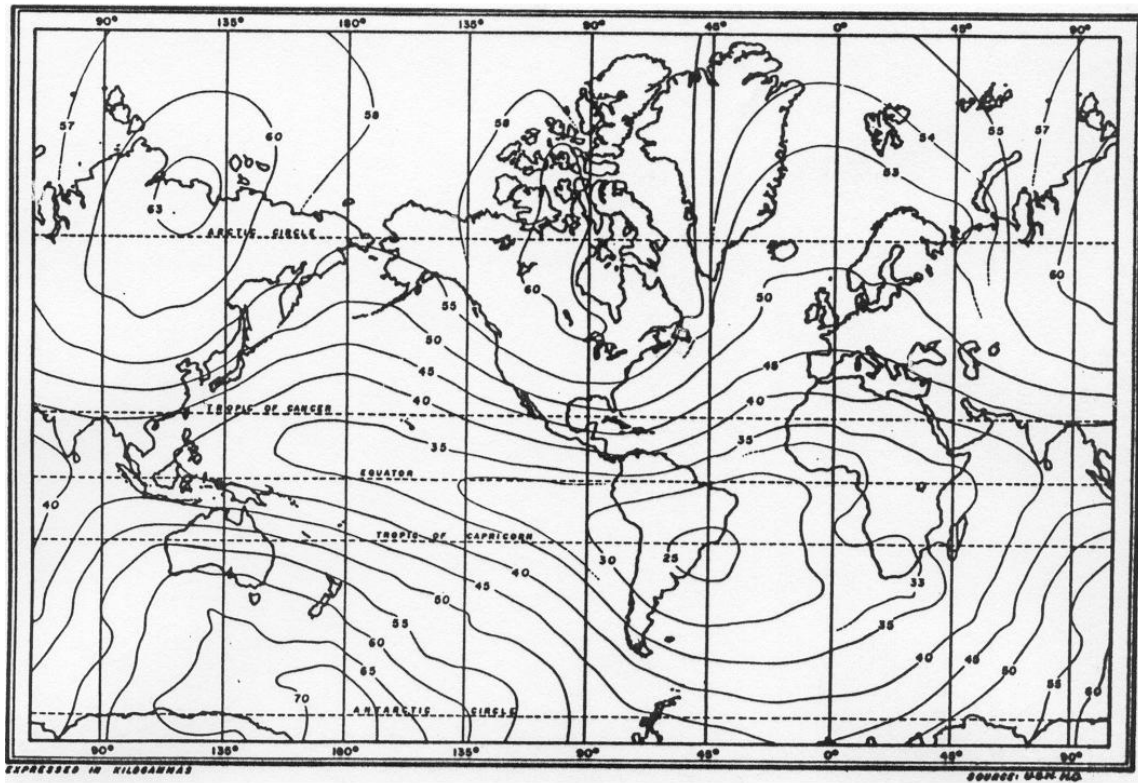 90° 135° 180° 135° 90° 45° 0° 45° 90°
57 60 58 58 54 55 57
53
63
ARCTIC CIRCLE
60 55 50 60
50
45 45
TROPIC OF CANCER 40 40
35 35
EQUATOR
40
TROPIC OF CAPRICORN
30 25 33
40
45
50 35
55
60 40 45
65 50
70 55 60
ANTARCTIC CIRCLE
90° 135° 180° 135° 90° 45° 0° 45° 90°
EXPRESSED IN KILOGAMMAS SOURCE: U.S.N. H.O.